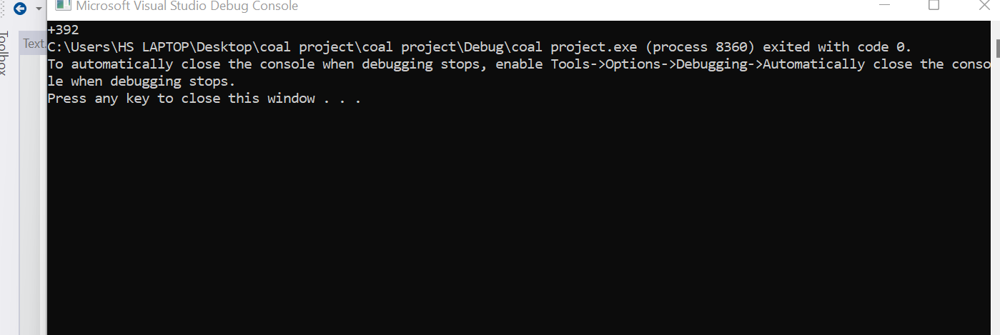 Microsoft Visual Studio Debug Console
Toolbox
Text
+392
C:\Users\HS LAPTOP\Desktop\coal project\coal project\Debug\coal project.exe (process 8360) exited with code 0.
To automatically close the console when debugging stops, enable Tools->Options->Debugging->Automatically close the conso
le when debugging stops.
Press any key to close this window . . .